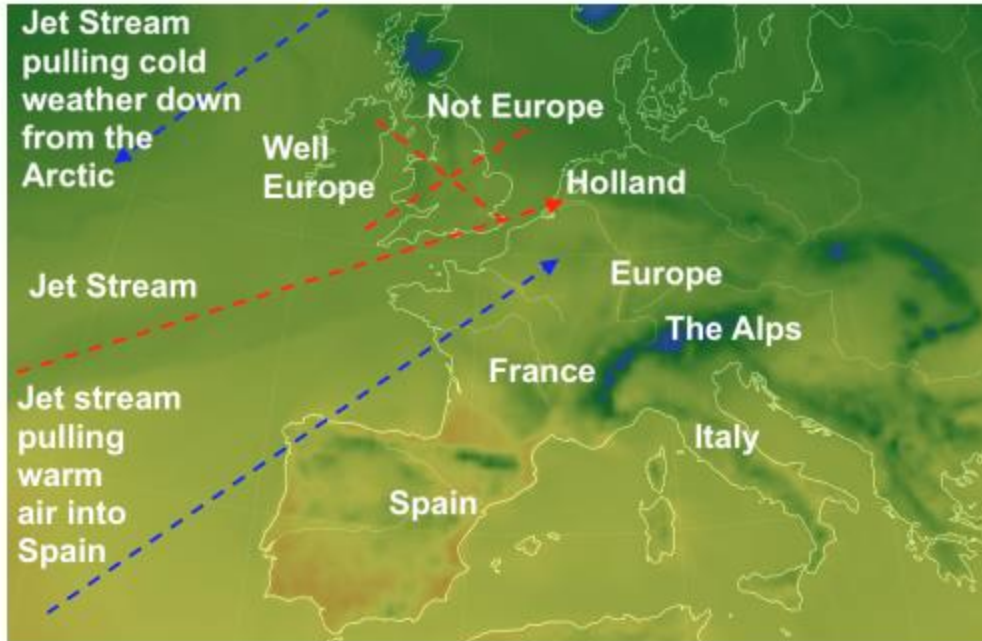 Jet Stream
pulling cold
weather down
from the
Arctic
Not Europe
Well
Europe
Holland
Jet Stream
Europe
The Alps
France
Jet stream
pulling
warm
air into
Spain
Italy
Spain